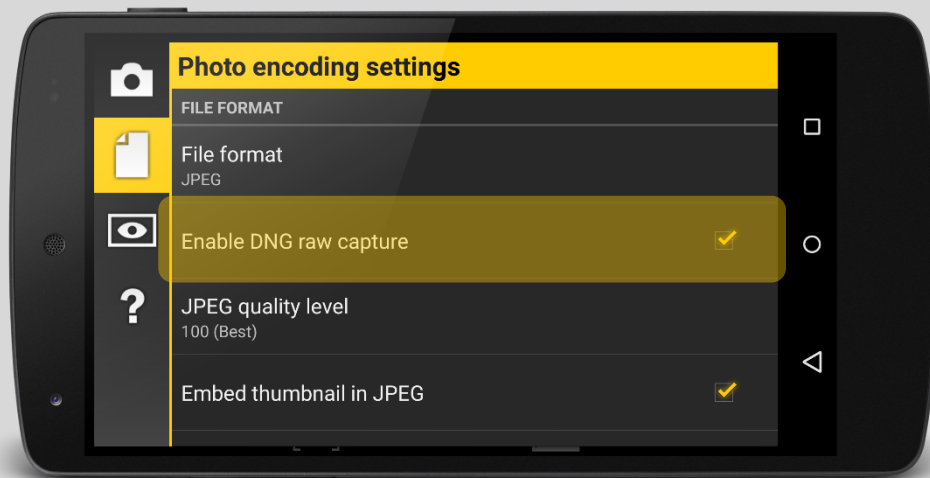 Photo encoding settings
FILE FORMAT
File format
JPEG
Enable DNG raw capture
JPEG quality level
100 (Best)
Embed thumbnail in JPEG